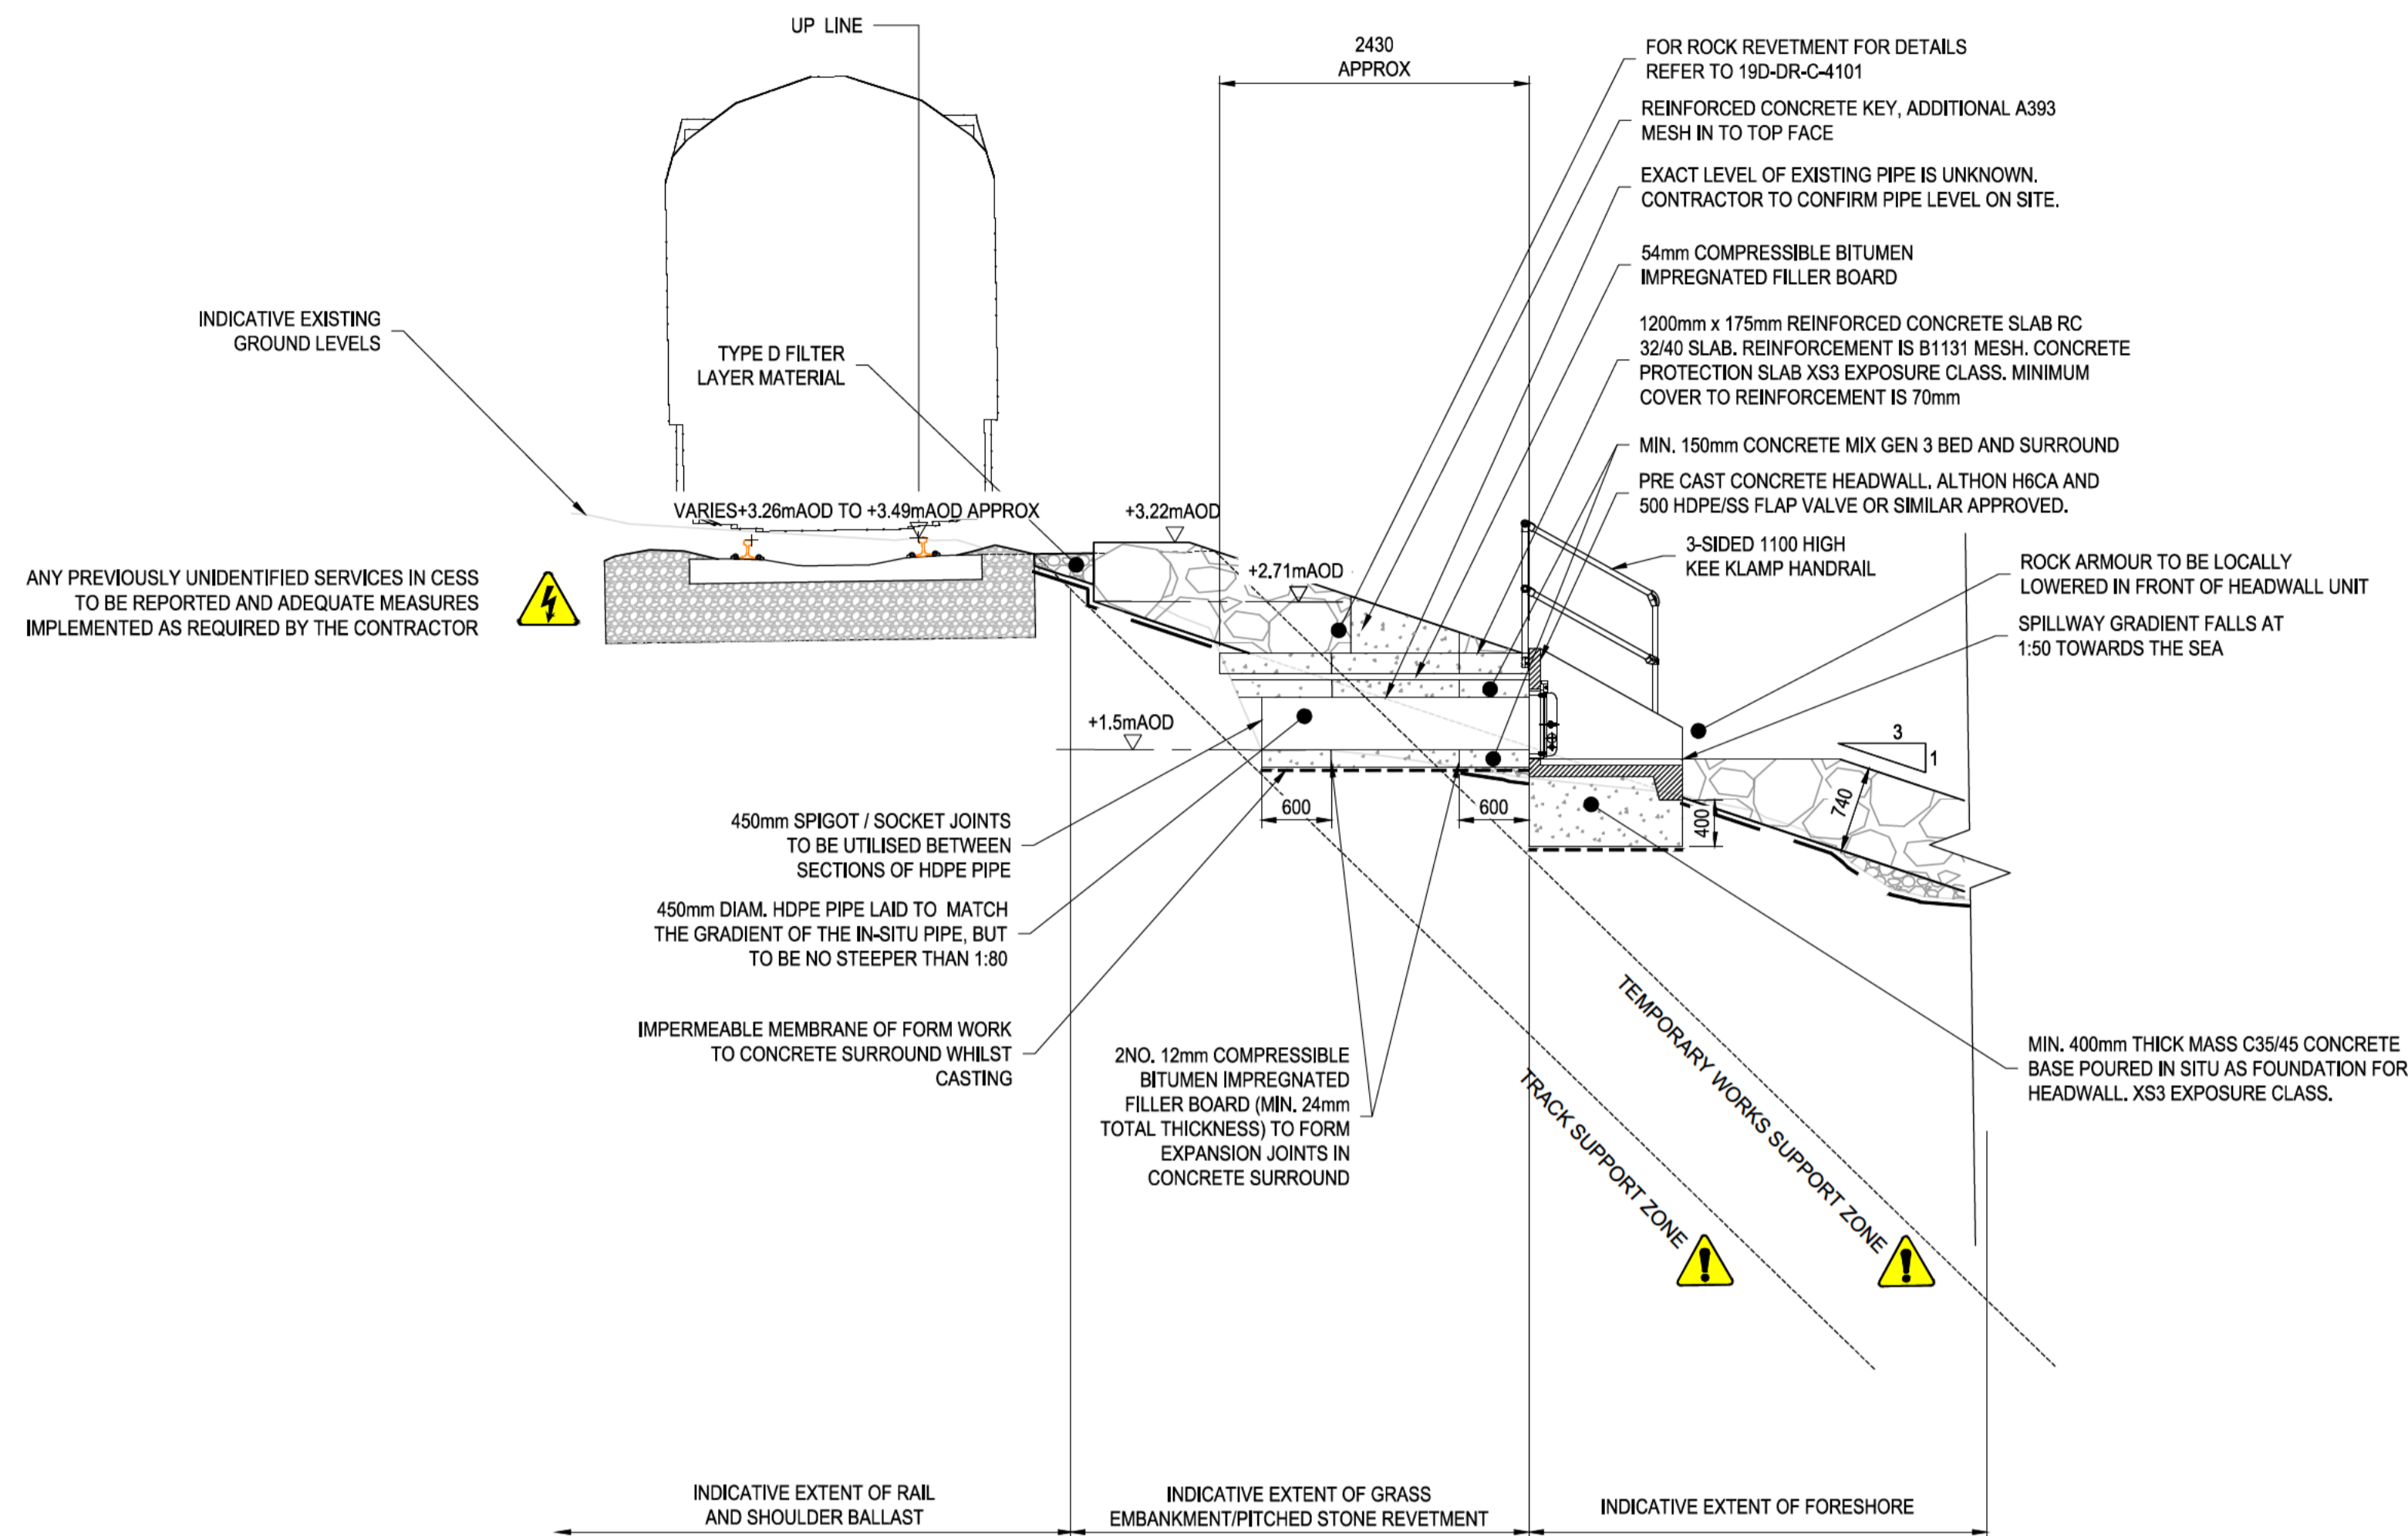 UP LINE
2430
APPROX
FOR ROCK REVETMENT FOR DETAILS
REFER TO 19D-DR-C-4101
REINFORCED CONCRETE KEY, ADDITIONAL A393
MESH IN TO TOP FACE
EXACT LEVEL OF EXISTING PIPE IS UNKNOWN.
CONTRACTOR TO CONFIRM PIPE LEVEL ON SITE.
54mm COMPRESSIBLE BITUMEN
IMPREGNATED FILLER BOARD
1200mm x 175mm REINFORCED CONCRETE SLAB RC
32/40 SLAB. REINFORCEMENT IS B1131 MESH. CONCRETE
PROTECTION SLAB XS3 EXPOSURE CLASS. MINIMUM
COVER TO REINFORCEMENT IS 70mm
MIN. 150mm CONCRETE MIX GEN 3 BED AND SURROUND
PRE CAST CONCRETE HEADWALL. ALTHON H6CA AND
500 HDPE/SS FLAP VALVE OR SIMILAR APPROVED.
3-SIDED 1100 HIGH
KEE KLAMP HANDRAIL
ROCK ARMOUR TO BE LOCALLY
LOWERED IN FRONT OF HEADWALL UNIT
SPILLWAY GRADIENT FALLS AT
1:50 TOWARDS THE SEA
INDICATIVE EXISTING
GROUND LEVELS
TYPE D FILTER
LAYER MATERIAL
VARIES+3.26mAOD TO +3.49mAOD APPROX
+3.22mAOD
+2.71mAOD
+1.5mAOD
ANY PREVIOUSLY UNIDENTIFIED SERVICES IN CESS
TO BE REPORTED AND ADEQUATE MEASURES
IMPLEMENTED AS REQUIRED BY THE CONTRACTOR
3
1
740
400
600
600
450mm SPIGOT / SOCKET JOINTS
TO BE UTILISED BETWEEN
SECTIONS OF HDPE PIPE
450mm DIAM. HDPE PIPE LAID TO MATCH
THE GRADIENT OF THE IN-SITU PIPE, BUT
TO BE NO STEEPER THAN 1:80
IMPERMEABLE MEMBRANE OF FORM WORK
TO CONCRETE SURROUND WHILST
CASTING
2NO. 12mm COMPRESSIBLE
BITUMEN IMPREGNATED
FILLER BOARD (MIN. 24mm
TOTAL THICKNESS) TO FORM
EXPANSION JOINTS IN
CONCRETE SURROUND
TRACK SUPPORT ZONE
TEMPORARY WORKS SUPPORT ZONE
MIN. 400mm THICK MASS C35/45 CONCRETE
BASE POURED IN SITU AS FOUNDATION FOR
HEADWALL. XS3 EXPOSURE CLASS.
INDICATIVE EXTENT OF RAIL
AND SHOULDER BALLAST
INDICATIVE EXTENT OF GRASS
EMBANKMENT/PITCHED STONE REVETMENT
INDICATIVE EXTENT OF FORESHORE